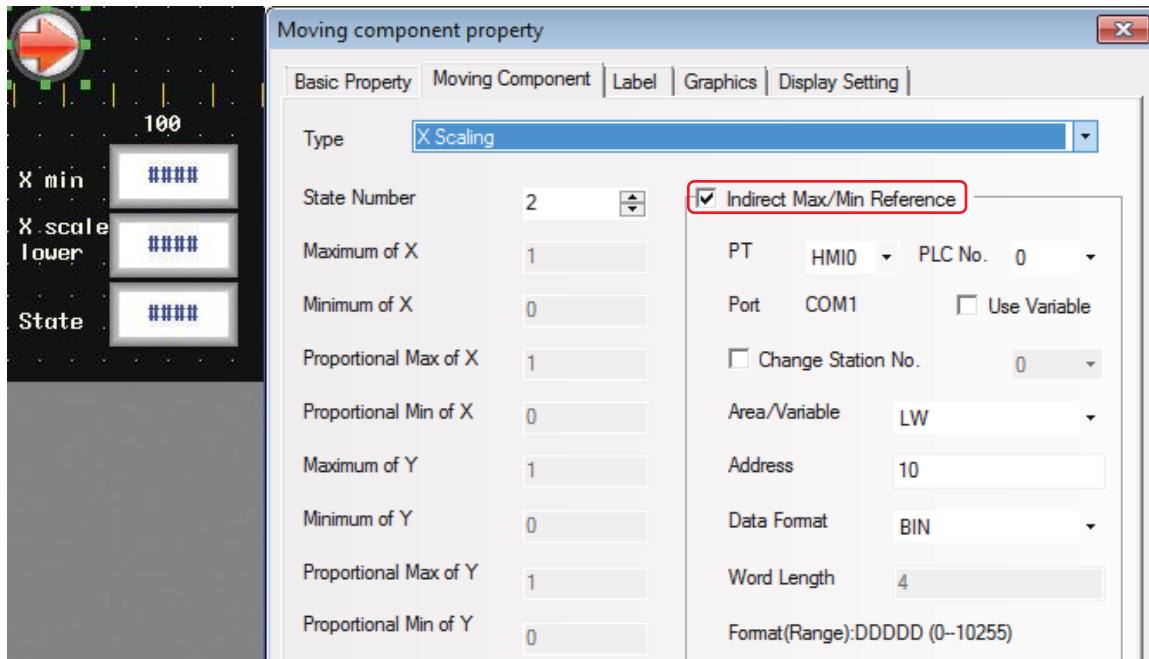 100
X min ####
X scale
lower ####
State ####
Moving component property
Basic Property Moving Component Label Graphics Display Setting
Type X Scaling
State Number 2
Maximum of X 1
Minimum of X 0
Proportional Max of X 1
Proportional Min of X 0
Maximum of Y 1
Minimum of Y 0
Proportional Max of Y 1
Proportional Min of Y 0
Indirect Max/Min Reference
PT HMI0 PLC No. 0
Port COM1 Use Variable
Change Station No. 0
Area/Variable LW
Address 10
Data Format BIN
Word Length 4
Format(Range):DDDDD (0--10255)